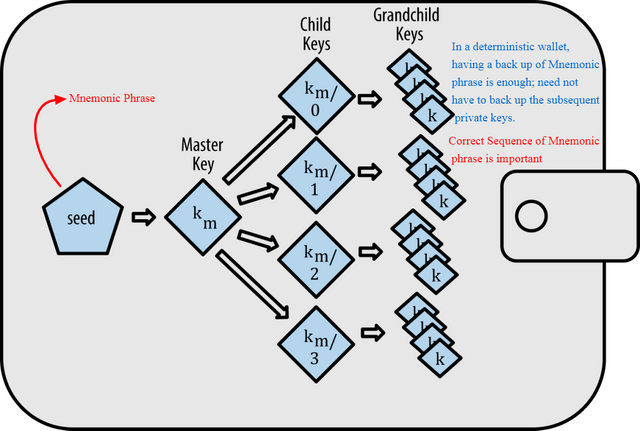 Child
Keys
Grandchild
Keys
In a deterministic wallet,
having a back up of Mnemonic
phrase is enough; need not
have to back up the subsequent
private keys.
Mnemonic Phrase
Correct Sequence of Mnemonic
phrase is important
Master
Key
seed
km
km/
0
k
km/
1
k
km/
2
k
km/
3
k